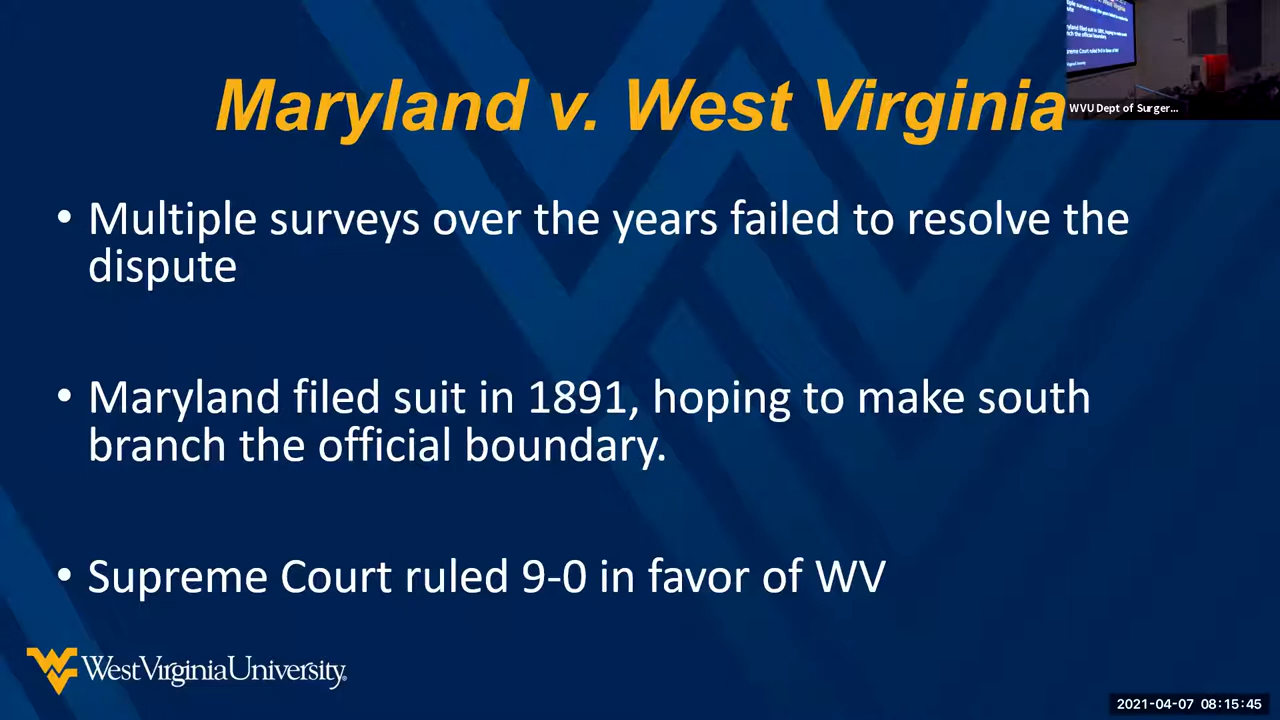 Maryland v. West Virginia
WVU Dept of Surger...
• Multiple surveys over the years failed to resolve the
dispute
• Maryland filed suit in 1891, hoping to make south
branch the official boundary.
• Supreme Court ruled 9-0 in favor of WV
WestVirginiaUniversity.
2021-04-07 08:15:45